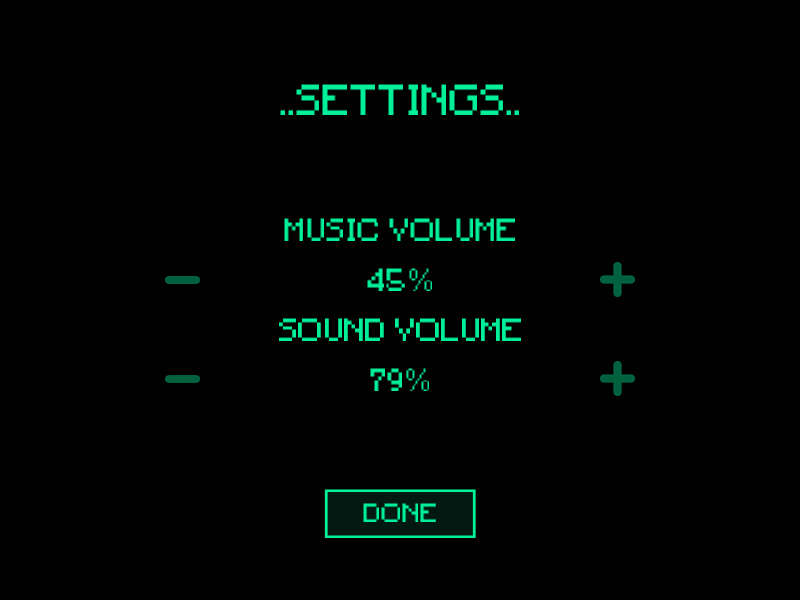 ..SETTINGS..
MUSIC VOLUME
45%
SOUND VOLUME
79%
DONE